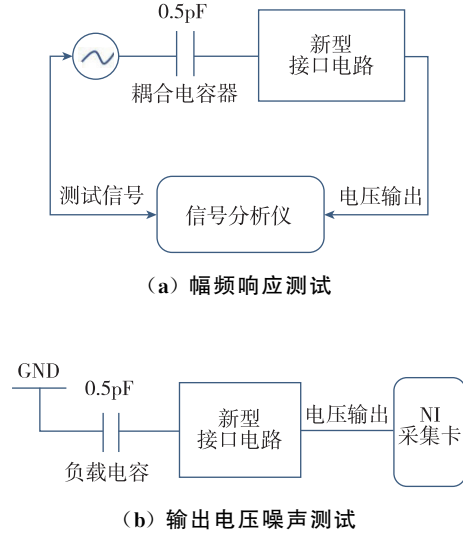 0.5pF
新型
接口电路
耦合电容器
测试信号
信号分析仪
电压输出
（a）幅频响应测试
GND
0.5pF
新型
接口电路
电压输出
NI
采集卡
负载电容
（b）输出电压噪声测试